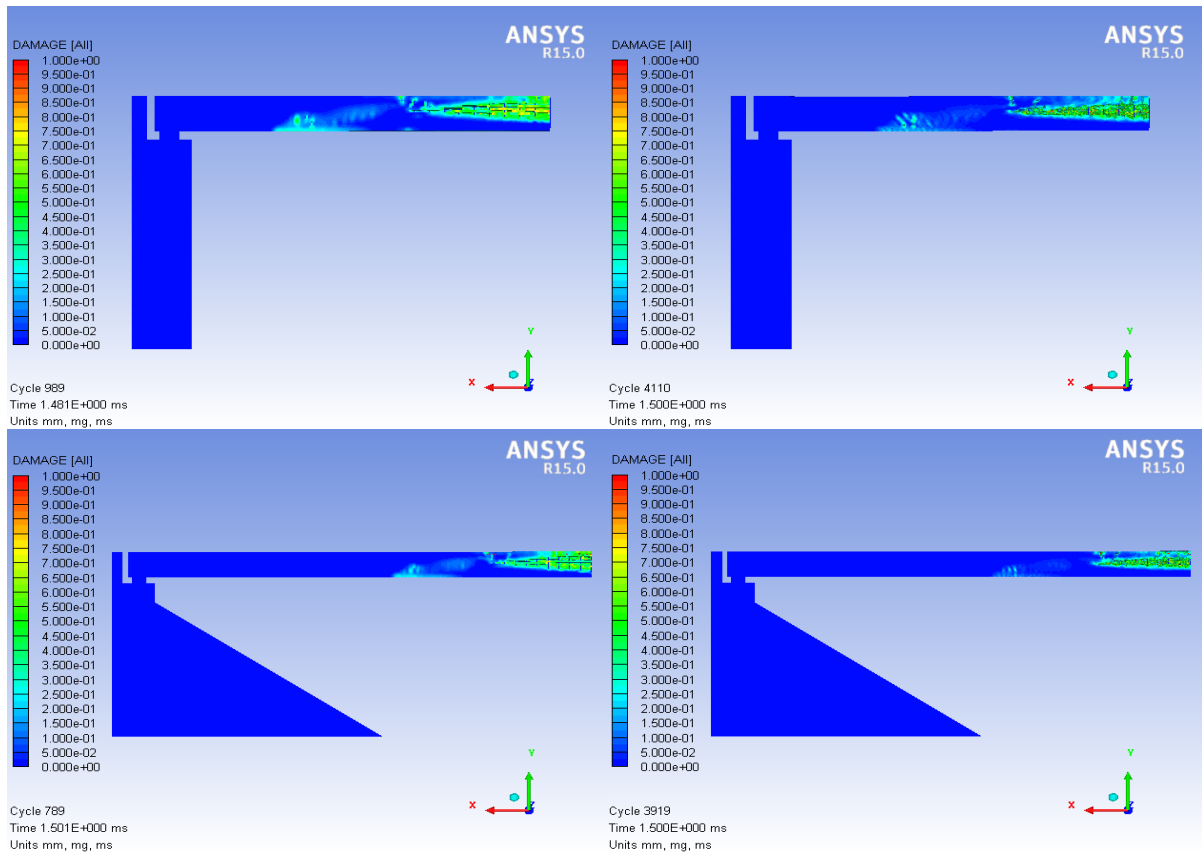 DAMAGE [All]
ANSYS
R15.0
1.000e+00
9.500e-01
9.000e-01
8.500e-01
8.000e-01
7.500e-01
7.000e-01
6.500e-01
6.000e-01
5.500e-01
5.000e-01
4.500e-01
4.000e-01
3.500e-01
3.000e-01
2.500e-01
2.000e-01
1.500e-01
1.000e-01
5.000e-02
0.000e+00
Y
X
Z
Cycle 989
Time 1.481E+000 ms
Units mm, mg, ms
DAMAGE [All]
ANSYS
R15.0
1.000e+00
9.500e-01
9.000e-01
8.500e-01
8.000e-01
7.500e-01
7.000e-01
6.500e-01
6.000e-01
5.500e-01
5.000e-01
4.500e-01
4.000e-01
3.500e-01
3.000e-01
2.500e-01
2.000e-01
1.500e-01
1.000e-01
5.000e-02
0.000e+00
Y
X
Z
Cycle 4110
Time 1.500E+000 ms
Units mm, mg, ms
DAMAGE [All]
ANSYS
R15.0
1.000e+00
9.500e-01
9.000e-01
8.500e-01
8.000e-01
7.500e-01
7.000e-01
6.500e-01
6.000e-01
5.500e-01
5.000e-01
4.500e-01
4.000e-01
3.500e-01
3.000e-01
2.500e-01
2.000e-01
1.500e-01
1.000e-01
5.000e-02
0.000e+00
Y
X
Z
Cycle 789
Time 1.501E+000 ms
Units mm, mg, ms
DAMAGE [All]
ANSYS
R15.0
1.000e+00
9.500e-01
9.000e-01
8.500e-01
8.000e-01
7.500e-01
7.000e-01
6.500e-01
6.000e-01
5.500e-01
5.000e-01
4.500e-01
4.000e-01
3.500e-01
3.000e-01
2.500e-01
2.000e-01
1.500e-01
1.000e-01
5.000e-02
0.000e+00
Y
X
Z
Cycle 3919
Time 1.500E+000 ms
Units mm, mg, ms